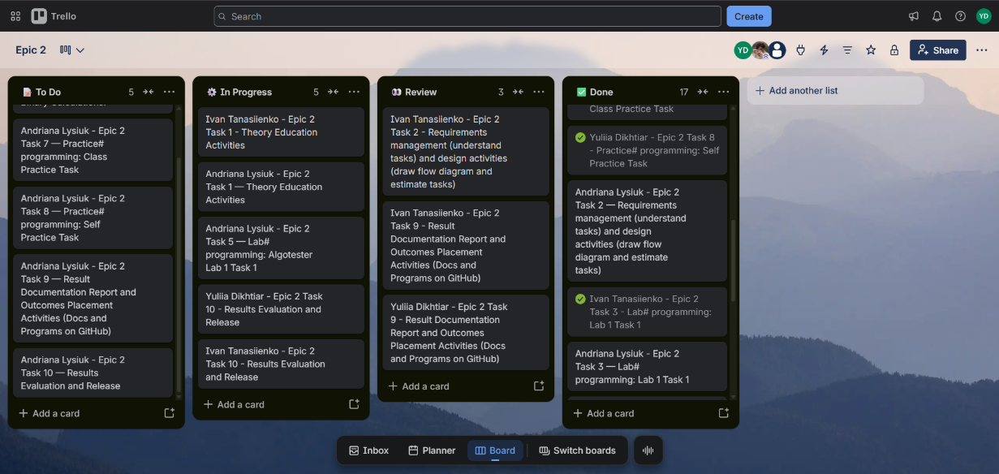 Trello
Search
Create
YD
Epic 2
YD
Share
To Do
5
Binary Calculations.
Andriana Lysiuk - Epic 2
Task 7 — Practice#
programming: Class
Practice Task
Andriana Lysiuk - Epic 2
Task 8 — Practice#
programming: Self
Practice Task
Andriana Lysiuk - Epic 2
Task 9 — Result
Documentation Report and
Outcomes Placement
Activities (Docs and
Programs on GitHub)
Andriana Lysiuk - Epic 2
Task 10 — Results
Evaluation and Release
Add a card
In Progress
5
Ivan Tanasiienko - Epic 2
Task 1 - Theory Education
Activities
Andriana Lysiuk - Epic 2
Task 1 — Theory Education
Activities
Andriana Lysiuk - Epic 2
Task 5 — Lab#
programming: Algotester
Lab 1 Task 1
Yuliia Dikhtiar - Epic 2 Task
10 - Results Evaluation and
Release
Ivan Tanasiienko - Epic 2
Task 10 - Results Evaluation
and Release
Add a card
Review
3
Ivan Tanasiienko - Epic 2
Task 2 - Requirements
management (understand
tasks) and design activities
(draw flow diagram and
estimate tasks)
Ivan Tanasiienko - Epic 2
Task 9 - Result
Documentation Report and
Outcomes Placement
Activities (Docs and
Programs on GitHub)
Yuliia Dikhtiar - Epic 2 Task
9 - Result Documentation
Report and Outcomes
Placement Activities (Docs
and Programs on GitHub)
Add a card
Done
17
Class Practice Task
Yuliia Dikhtiar - Epic 2 Task 8
- Practice# programming: Self
Practice Task
Andriana Lysiuk - Epic 2
Task 2 — Requirements
management (understand
tasks) and design
activities (draw flow
diagram and estimate
tasks)
Ivan Tanasiienko - Epic 2
Task 3 - Lab# programming:
Lab 1 Task 1
Andriana Lysiuk - Epic 2
Task 3 — Lab#
programming: Lab 1 Task 1
Add a card
Add another list
Inbox
Planner
Board
Switch boards